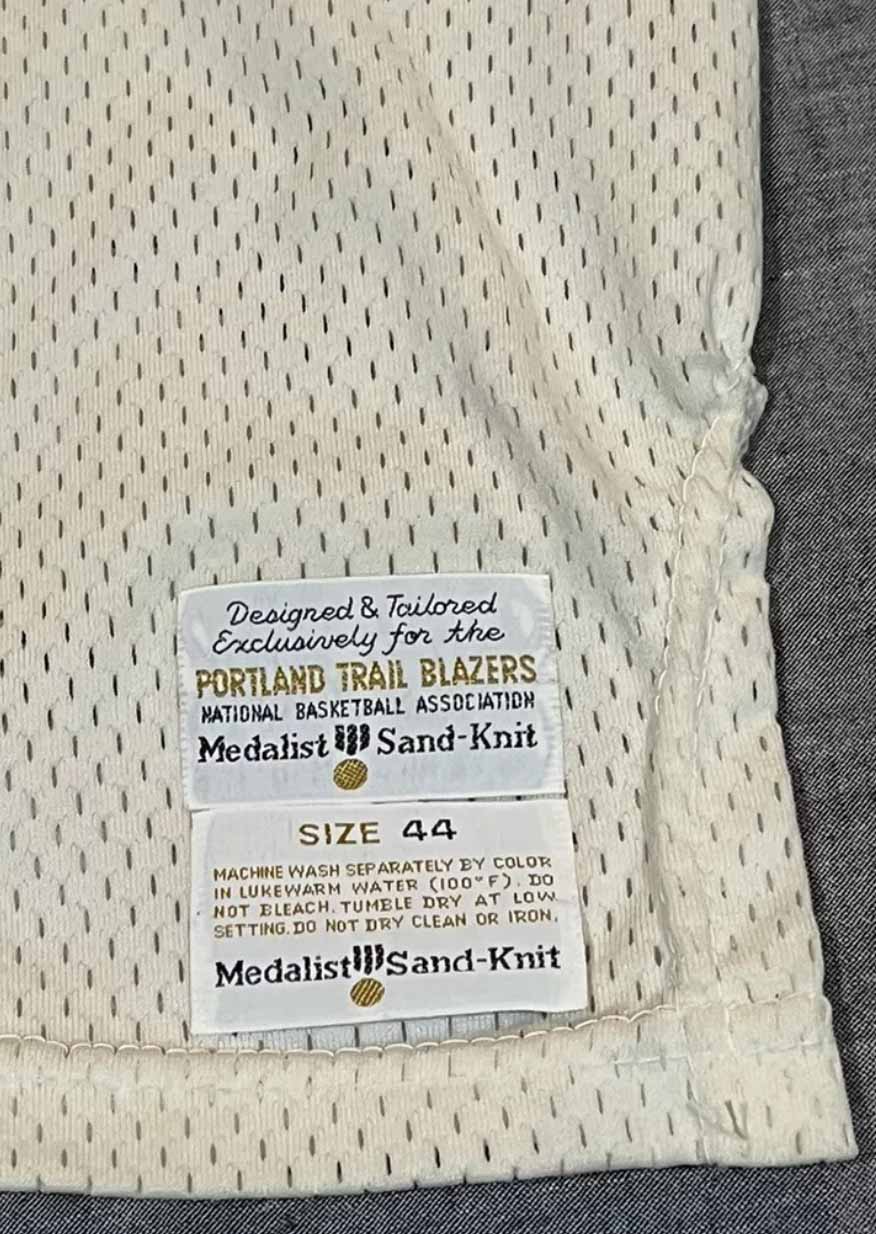 Designed & Tailored
Exclusively for the
PORTLAND TRAIL BLAZERS
NATIONAL BASKETBALL ASSOCIATION
Medalist Sand-Knit
SIZE 44
MACHINE WASH SEPARATELY BY COLOR
IN LUKEWARM WATER (100°F). DO
NOT BLEACH. TUMBLE DRY AT LOW
SETTING. DO NOT DRY CLEAN OR IRON.
Medalist Sand-Knit